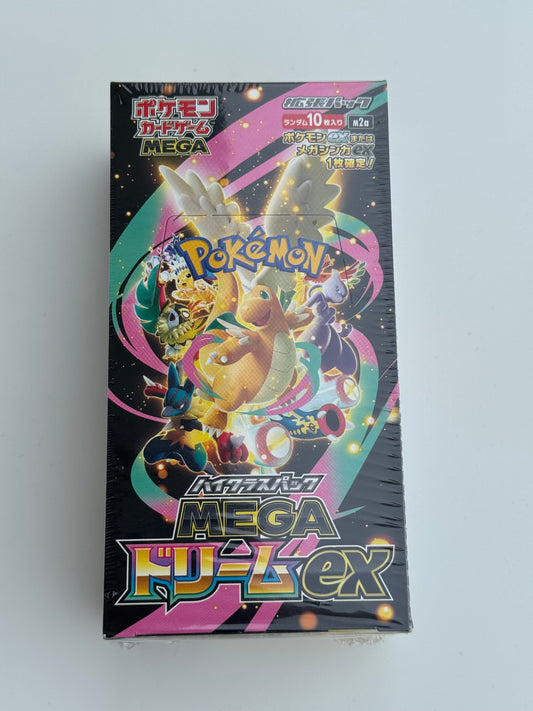 ポケモン
カードゲーム
MEGA
拡張パック
ランダム10枚入り M2a
ポケモンexまたは
メガシンカex
1枚確定!
POKéMON
ハイクラスパック
MEGA
ドリームex